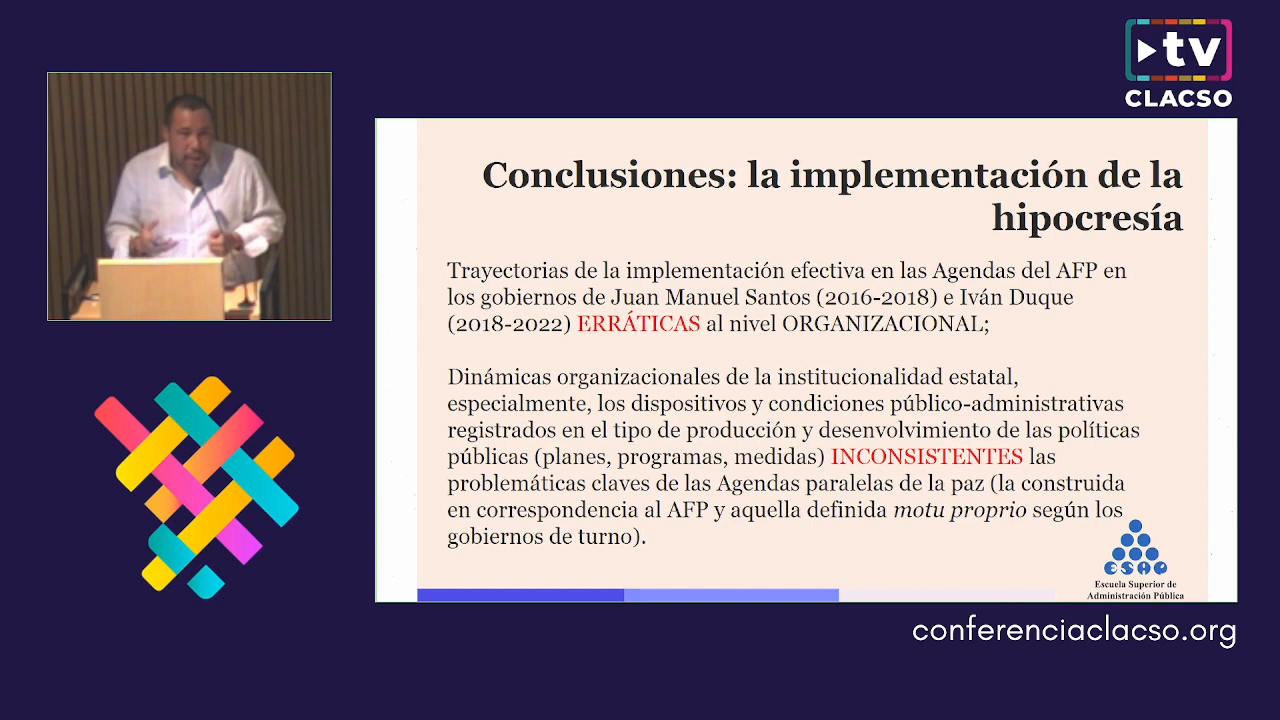 tv
CLACSO
Conclusiones: la implementación de la
hipocresía
Trayectorias de la implementación efectiva en las Agendas del AFP en
los gobiernos de Juan Manuel Santos (2016-2018) e Iván Duque
(2018-2022) ERRÁTICAS al nivel ORGANIZACIONAL;
Dinámicas organizacionales de la institucionalidad estatal,
especialmente, los dispositivos y condiciones público-administrativas
registrados en el tipo de producción y desenvolvimiento de las políticas
públicas (planes, programas, medidas) INCONSISTENTES las
problemáticas claves de las Agendas paralelas de la paz (la construida
en correspondencia al AFP y aquella definida motu proprio según los
gobiernos de turno).
ESAP
Escuela Superior de
Administración Pública
conferenciaclacso.org